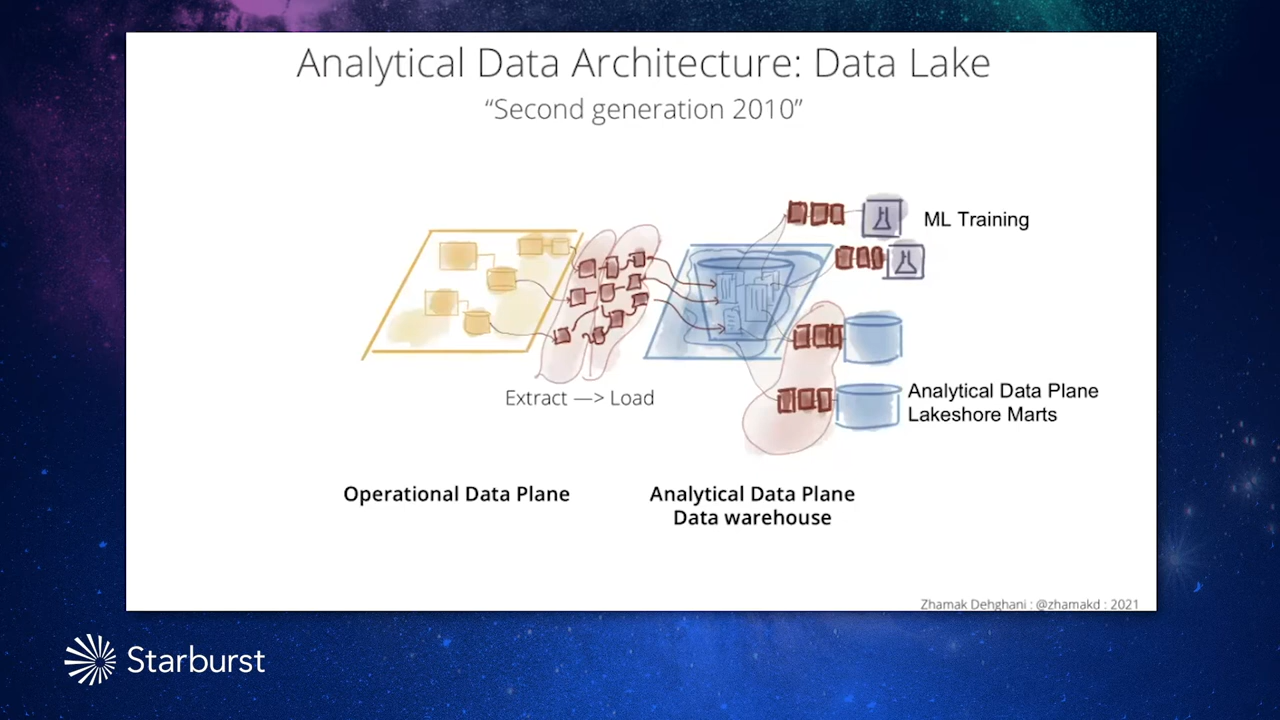 Analytical Data Architecture: Data Lake
“Second generation 2010”
ML Training
Extract —> Load
Analytical Data Plane
Lakeshore Marts
Operational Data Plane
Analytical Data Plane
Data warehouse
Zhamak Dehghani : @zhamakd : 2021
Starburst